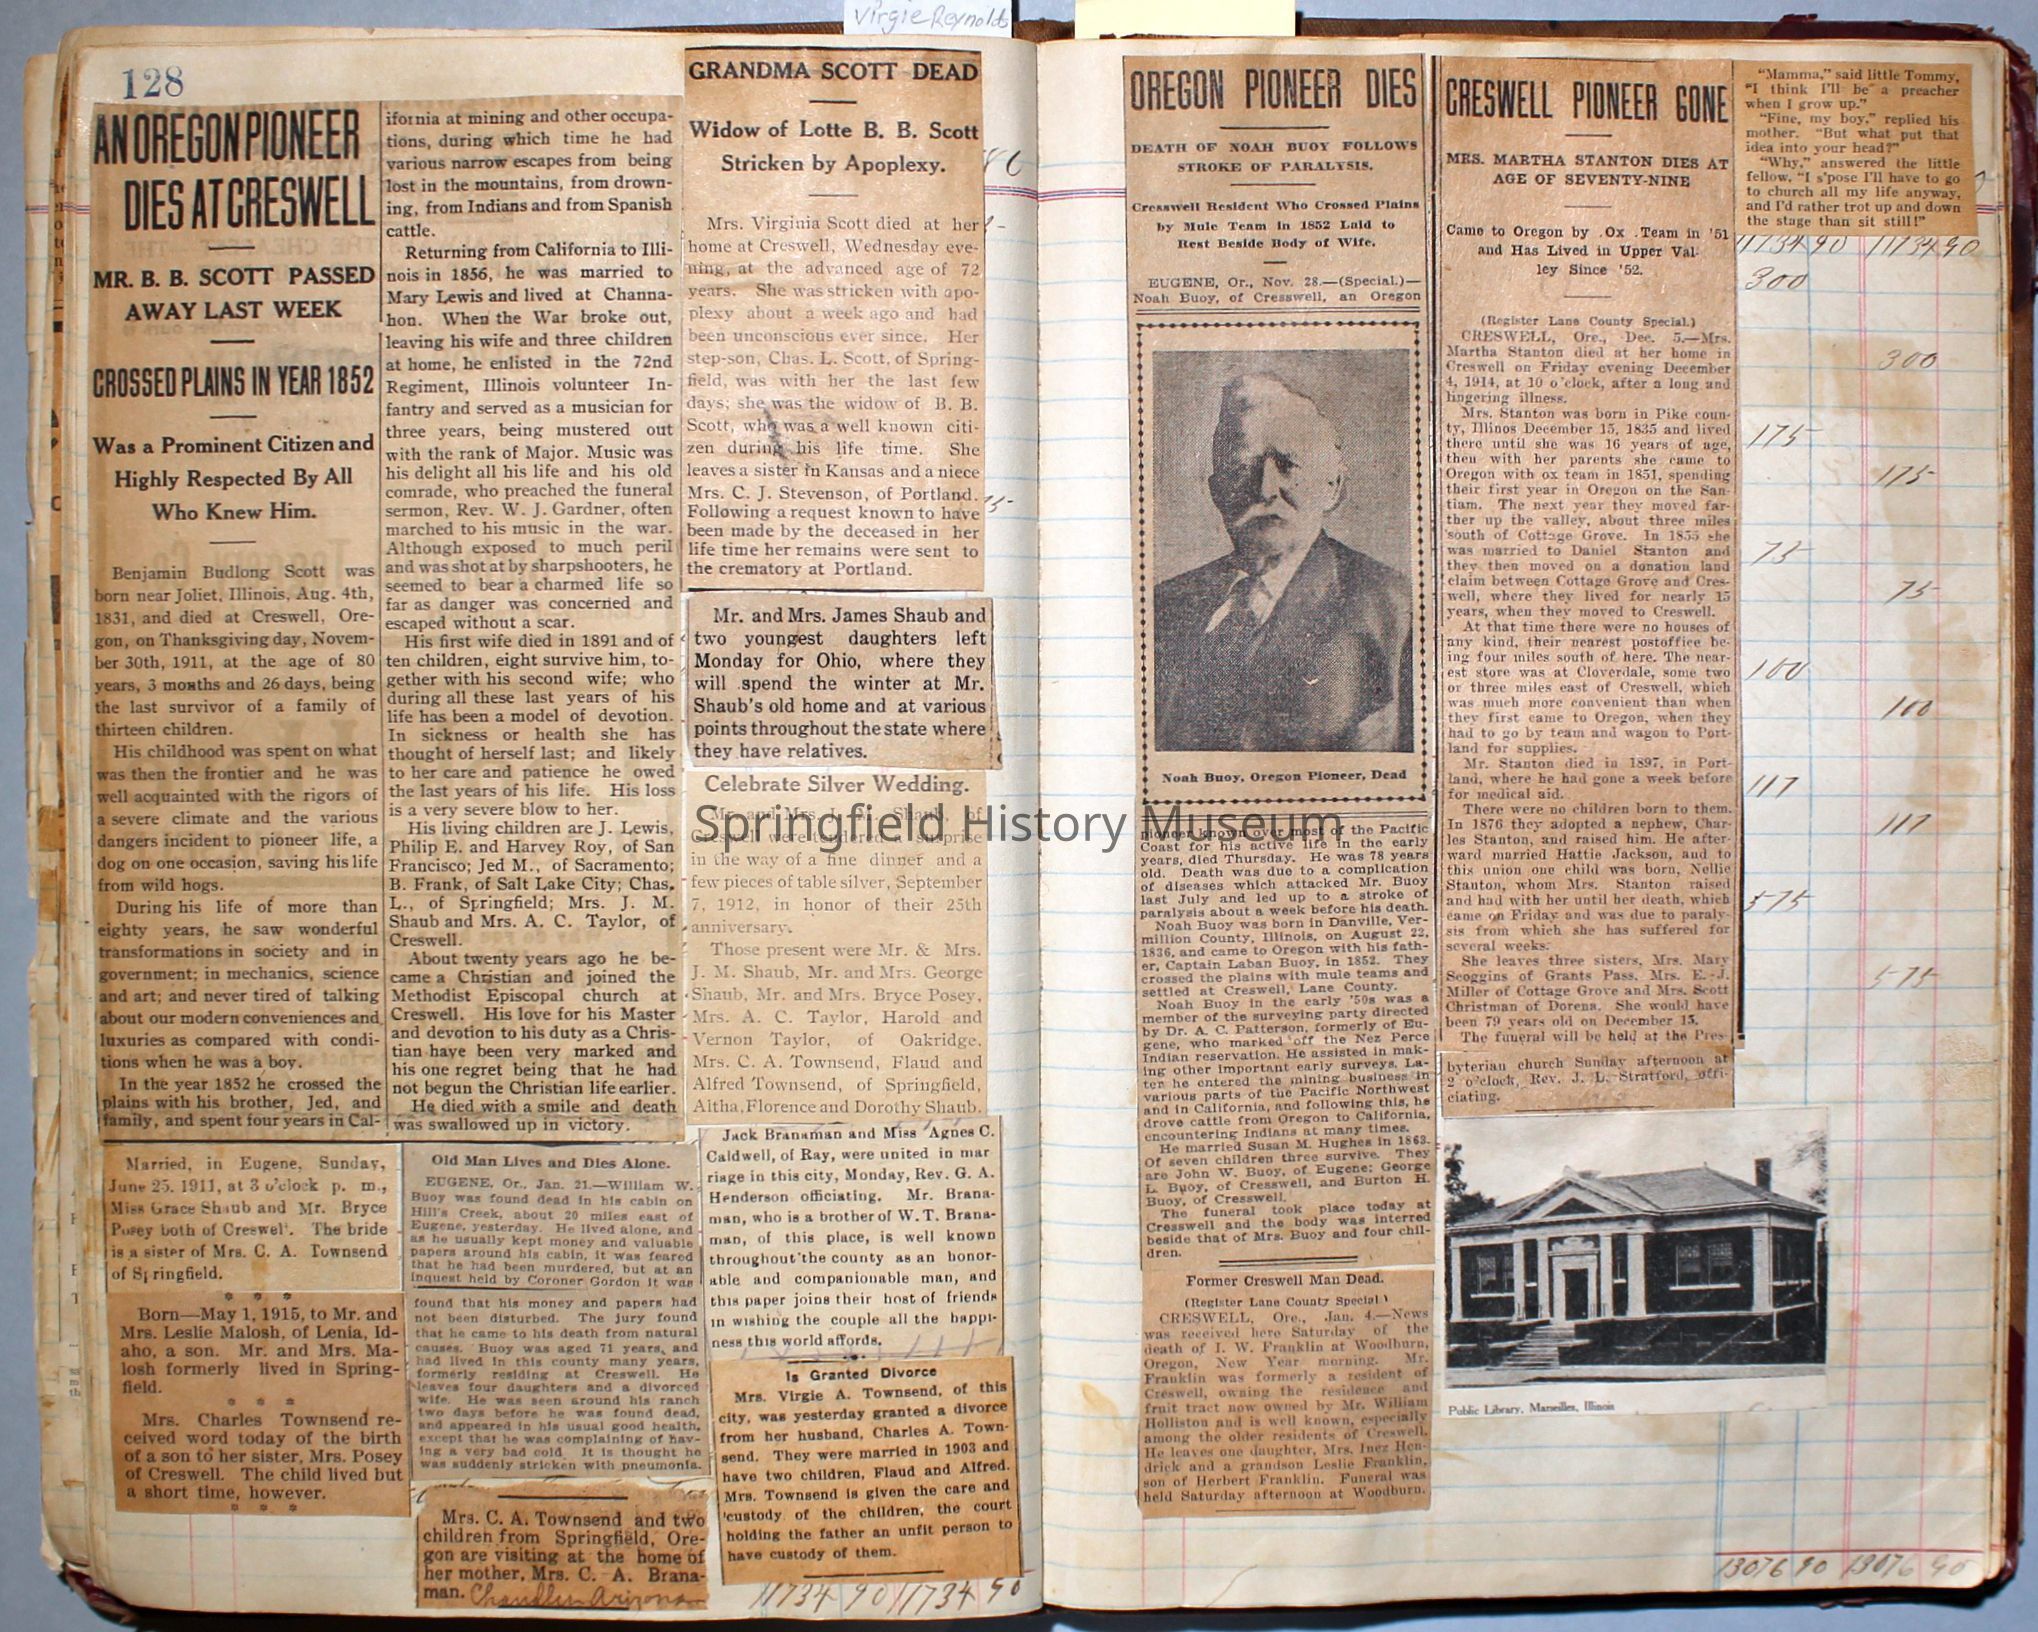 Virgie Reynolds
128
AN OREGON PIONEER
DIES AT CRESWELL
MR. B. B. SCOTT PASSED
AWAY LAST WEEK
CROSSED PLAINS IN YEAR 1852
Was a Prominent Citizen and
Highly Respected By All
Who Knew Him.
Benjamin Budlong Scott was
born near Joliet, Illinois, Aug. 4th,
1831, and died at Creswell, Ore-
gon, on Thanksgiving day, Novem-
ber 30th, 1911, at the age of 80
years, 3 months and 26 days, being
the last survivor of a family of
thirteen children.
His childhood was spent on what
was then the frontier and he was
well acquainted with the rigors of
a severe climate and the various
dangers incident to pioneer life, a
dog on one occasion, saving his life
from wild hogs.
During his life of more than
eighty years, he saw wonderful
transformations in society and in
government; in mechanics, science
and art; and never tired of talking
about our modern conveniences and
luxuries as compared with condi-
tions when he was a boy.
In the year 1852 he crossed the
plains with his brother, Jed, and
family, and spent four years in Cal-
ifornia at mining and other occupa-
tions, during which time he had
various narrow escapes from being
lost in the mountains, from drown-
ing, from Indians and from Spanish
cattle.
Returning from California to Illi-
nois in 1856, he was married to
Mary Lewis and lived at Channa-
hon. When the War broke out,
leaving his wife and three children
at home, he enlisted in the 72nd
Regiment, Illinois volunteer In-
fantry and served as a musician for
three years, being mustered out
with the rank of Major. Music was
his delight all his life and his old
comrade, who preached the funeral
sermon, Rev. W. J. Gardner, often
marched to his music in the war.
Although exposed to much peril
and was shot at by sharpshooters, he
seemed to bear a charmed life so
far as danger was concerned and
escaped without a scar.
His first wife died in 1891 and of
ten children, eight survive him, to-
gether with his second wife; who
during all these last years of his
life has been a model of devotion.
In sickness or health she has
thought of herself last; and likely
to her care and patience he owed
the last years of his life. His loss
is a very severe blow to her.
His living children are J. Lewis,
Philip E. and Harvey Roy, of San
Francisco; Jed M., of Sacramento;
B. Frank, of Salt Lake City; Chas.
L., of Springfield; Mrs. J. M.
Shaub and Mrs. A. C. Taylor, of
Creswell.
About twenty years ago he be-
came a Christian and joined the
Methodist Episcopal church at
Creswell. His love for his Master
and devotion to his duty as a Chris-
tian have been very marked and
his one regret being that he had
not begun the Christian life earlier.
He died with a smile and death
was swallowed up in victory.
Married, in Eugene, Sunday,
June 25, 1911, at 3 o'clock p. m.,
Miss Grace Shaub and Mr. Bryce
Posey both of Creswell. The bride
is a sister of Mrs. C. A. Townsend
of Springfield.
* * *
Born—May 1, 1915, to Mr. and
Mrs. Leslie Malosh, of Lenia, Id-
aho, a son. Mr. and Mrs. Ma-
losh formerly lived in Spring-
field.
* * *
Mrs. Charles Townsend re-
ceived word today of the birth
of a son to her sister, Mrs. Posey
of Creswell. The child lived but
a short time, however.
* * *
Old Man Lives and Dies Alone.
EUGENE, Or., Jan. 21.—William W.
Buoy was found dead in his cabin on
Hill's Creek, about 20 miles east of
Eugene, yesterday. He lived alone, and
as he usually kept money and valuable
papers around his cabin, it was feared
that he had been murdered, but at an
inquest held by Coroner Gordon it was
found that his money and papers had
not been disturbed. The jury found
that he came to his death from natural
causes. Buoy was aged 71 years, and
had lived in this county many years,
formerly residing at Creswell. He
leaves four daughters and a divorced
wife. He was seen around his ranch
two days before he was found dead,
and appeared in his usual good health,
except that he was complaining of hav-
ing a very bad cold. It is thought he
was suddenly stricken with pneumonia.
Mrs. C. A. Townsend and two
children from Springfield, Ore-
gon are visiting at the home of
her mother, Mrs. C. A. Brana-
man. Chandler Arizona
GRANDMA SCOTT DEAD
Widow of Lotte B. B. Scott
Stricken by Apoplexy.
Mrs. Virginia Scott died at her
home at Creswell, Wednesday eve-
ning, at the advanced age of 72
years. She was stricken with apo-
plexy about a week ago and had
been unconscious ever since. Her
step-son, Chas. L. Scott, of Spring-
field, was with her the last few
days; she was the widow of B. B.
Scott, who was a well known citi-
zen during his life time. She
leaves a sister in Kansas and a niece
Mrs. C. J. Stevenson, of Portland.
Following a request known to have
been made by the deceased in her
life time her remains were sent to
the crematory at Portland.
Mr. and Mrs. James Shaub and
two youngest daughters left
Monday for Ohio, where they
will spend the winter at Mr.
Shaub's old home and at various
points throughout the state where
they have relatives.
Celebrate Silver Wedding.
Mr. and Mrs. J. M. Shaub, of
Creswell were tendered a surprise
in the way of a fine dinner and a
few pieces of table silver, September
7, 1912, in honor of their 25th
anniversary.
Those present were Mr. & Mrs.
J. M. Shaub, Mr. and Mrs. George
Shaub, Mr. and Mrs. Bryce Posey,
Mrs. A. C. Taylor, Harold and
Vernon Taylor, of Oakridge,
Mrs. C. A. Townsend, Flaud and
Alfred Townsend, of Springfield,
Altha, Florence and Dorothy Shaub.
Jack Branaman and Miss Agnes C.
Caldwell, of Ray, were united in mar
riage in this city, Monday, Rev. G. A.
Henderson officiating. Mr. Brana-
man, who is a brother of W. T. Brana-
man, of this place, is well known
throughout the county as an honor-
able and companionable man, and
this paper joins their host of friends
in wishing the couple all the happi-
ness this world affords.
Is Granted Divorce
Mrs. Virgie A. Townsend, of this
city, was yesterday granted a divorce
from her husband, Charles A. Town-
send. They were married in 1903 and
have two children, Flaud and Alfred.
Mrs. Townsend is given the care and
custody of the children, the court
holding the father an unfit person to
have custody of them.
11734 90 11734 90
Springfield History Museum
OREGON PIONEER DIES
DEATH OF NOAH BUOY FOLLOWS
STROKE OF PARALYSIS.
Cresswell Resident Who Crossed Plains
by Mule Team in 1852 Laid to
Rest Beside Body of Wife.
EUGENE, Or., Nov. 28.—(Special.)—
Noah Buoy, of Cresswell, an Oregon
Noah Buoy, Oregon Pioneer, Dead
pioneer known over most of the Pacific
Coast for his active life in the early
years, died Thursday. He was 78 years
old. Death was due to a complication
of diseases which attacked Mr. Buoy
last July and led up to a stroke of
paralysis about a week before his death.
Noah Buoy was born in Danville, Ver-
million County, Illinois, on August 22,
1836, and came to Oregon with his fath-
er, Captain Laban Buoy, in 1852. They
crossed the plains with mule teams and
settled at Creswell, Lane County.
Noah Buoy in the early '50s was a
member of the surveying party directed
by Dr. A. C. Patterson, formerly of Eu-
gene, who marked off the Nez Perce
Indian reservation. He assisted in mak-
ing other important early surveys. La-
ter he entered the mining business in
various parts of the Pacific Northwest
and in California, and following this, he
drove cattle from Oregon to California,
encountering Indians at many times.
He married Susan M. Hughes in 1863.
Of seven children three survive. They
are John W. Buoy, of Eugene; George
L. Buoy, of Cresswell, and Burton H.
Buoy, of Cresswell.
The funeral took place today at
Cresswell and the body was interred
beside that of Mrs. Buoy and four chil-
dren.
Former Creswell Man Dead.
(Register Lane County Special)
CRESWELL, Ore., Jan. 4.—News
was received here Saturday of the
death of I. W. Franklin at Woodburn,
Oregon, New Year morning. Mr.
Franklin was formerly a resident of
Creswell, owning the residence and
fruit tract now owned by Mr. William
Holliston and is well known, especially
among the older residents of Creswell.
He leaves one daughter, Mrs. Inez Hen-
drick and a grandson Leslie Franklin,
son of Herbert Franklin. Funeral was
held Saturday afternoon at Woodburn.
CRESWELL PIONEER GONE
MRS. MARTHA STANTON DIES AT
AGE OF SEVENTY-NINE
Came to Oregon by Ox Team in '51
and Has Lived in Upper Val-
ley Since '52.
(Register Lane County Special.)
CRESWELL, Ore., Dec. 5.—Mrs.
Martha Stanton died at her home in
Creswell on Friday evening December
4, 1914, at 10 o'clock, after a long and
lingering illness.
Mrs. Stanton was born in Pike coun-
ty, Illinos December 15, 1835 and lived
there until she was 16 years of age,
then with her parents she came to
Oregon with ox team in 1851, spending
their first year in Oregon on the San-
tiam. The next year they moved far-
ther up the valley, about three miles
south of Cottage Grove. In 1855 she
was married to Daniel Stanton and
they then moved on a donation land
claim between Cottage Grove and Cres-
well, where they lived for nearly 15
years, when they moved to Creswell.
At that time there were no houses of
any kind, their nearest postoffice be-
ing four miles south of here. The near-
est store was at Cloverdale, some two
or three miles east of Creswell, which
was much more convenient than when
they first came to Oregon, when they
had to go by team and wagon to Port-
land for supplies.
Mr. Stanton died in 1897, in Port-
land, where he had gone a week before
for medical aid.
There were no children born to them.
In 1876 they adopted a nephew, Char-
les Stanton, and raised him. He after-
ward married Hattie Jackson, and to
this union one child was born, Nellie
Stanton, whom Mrs. Stanton raised
and had with her until her death, which
came on Friday and was due to paraly-
sis from which she has suffered for
several weeks.
She leaves three sisters, Mrs. Mary
Scoggins of Grants Pass, Mrs. E. J.
Miller of Cottage Grove and Mrs. Scott
Christman of Dorena. She would have
been 79 years old on December 15.
The funeral will be held at the Pres-
byterian church Sunday afternoon at
2 o'clock, Rev. J. L. Stratford, offi-
ciating.
Public Library, Marseilles, Illinois
"Mamma," said little Tommy,
"I think I'll be a preacher
when I grow up."
"Fine, my boy," replied his
mother. "But what put that
idea into your head?"
"Why," answered the little
fellow, "I s'pose I'll have to go
to church all my life anyway,
and I'd rather trot up and down
the stage than sit still!"
11734 90 11734 90
300
300
175
175
75
75
100
100
117
117
575
575
13076 90 13076 90